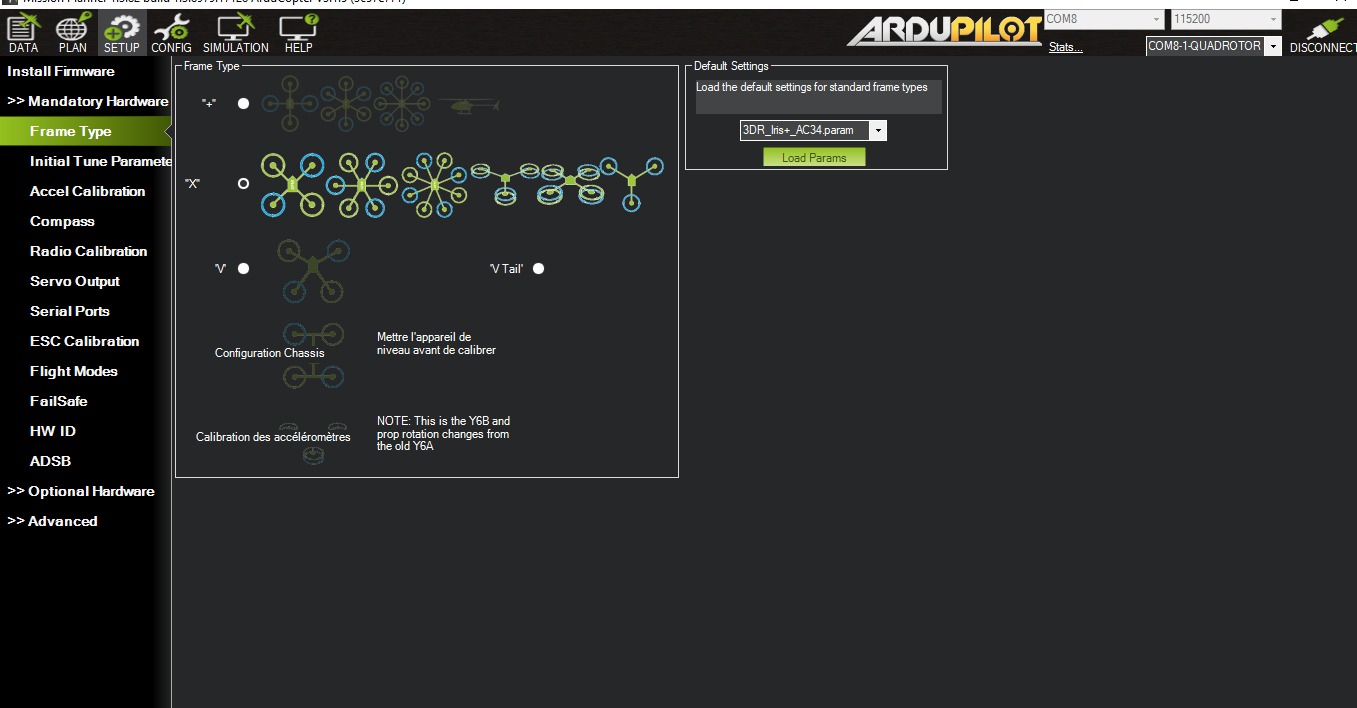 DATA
PLAN
SETUP
CONFIG
SIMULATION
HELP
ARDUPILOT
COM8
115200
Stats...
COM8-1-QUADROTOR
DISCONNECT
Install Firmware
>> Mandatory Hardware
Frame Type
Initial Tune Paramete
Accel Calibration
Compass
Radio Calibration
Servo Output
Serial Ports
ESC Calibration
Flight Modes
FailSafe
HW ID
ADSB
>> Optional Hardware
>> Advanced
Frame Type
"+"
"X"
'V'
'V Tail'
Configuration Chassis
Mettre l'appareil de
niveau avant de calibrer
Calibration des accéléromètres
NOTE: This is the Y6B and
prop rotation changes from
the old Y6A
Default Settings
Load the default settings for standard frame types
3DR_Iris+_AC34.param
Load Params